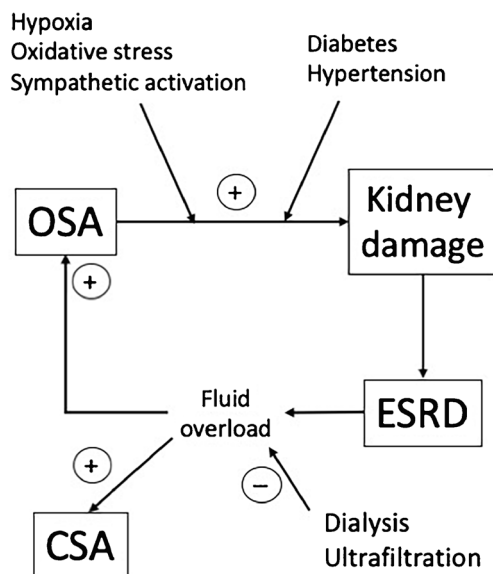 Hypoxia
Oxidative stress
Sympathetic activation
Diabetes
Hypertension
+
OSA
Kidney
damage
+
Fluid
overload
ESRD
+
−
CSA
Dialysis
Ultrafiltration